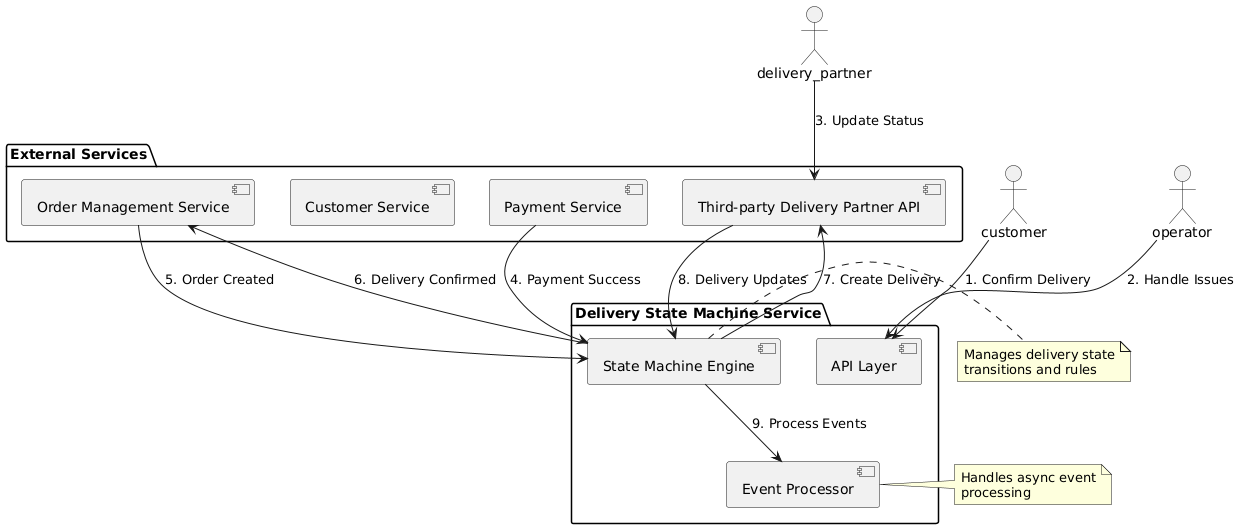 delivery_partner
3. Update Status
External Services
Order Management Service
Customer Service
Payment Service
Third-party Delivery Partner API
customer
operator
5. Order Created
6. Delivery Confirmed
4. Payment Success
8. Delivery Updates
7. Create Delivery
1. Confirm Delivery
2. Handle Issues
Delivery State Machine Service
State Machine Engine
API Layer
Manages delivery state
transitions and rules
9. Process Events
Event Processor
Handles async event
processing